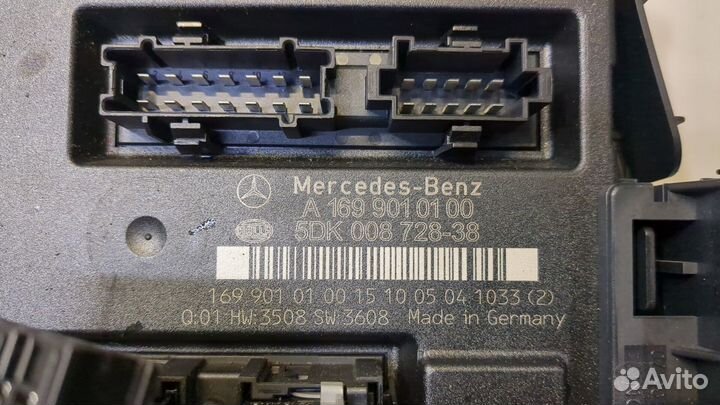 Mercedes-Benz
A 169 901 01 00
HELLA
5DK 008 728-38
169 901 01 00 15 10 05 04 1033 (2)
Q:01 HW:3508 SW:3608 Made in Germany
Avito